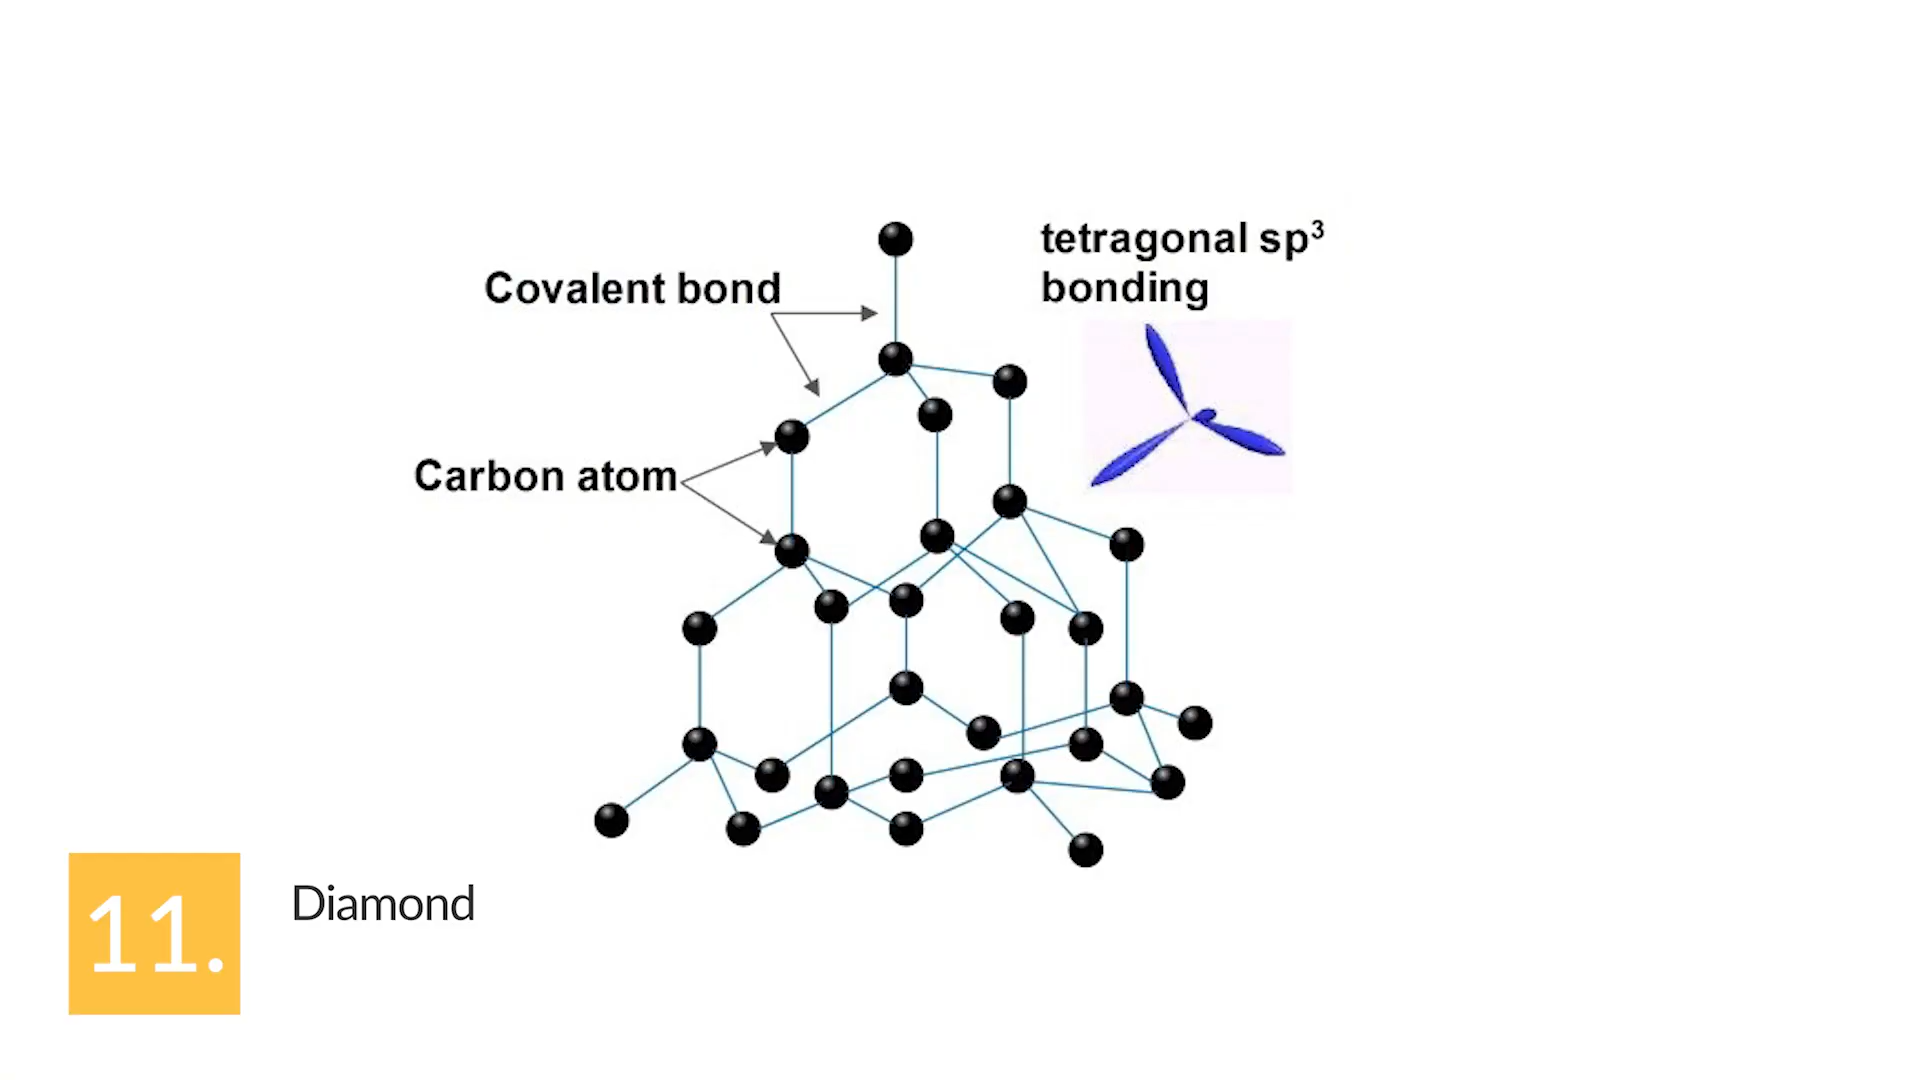 tetragonal sp³
bonding
Covalent bond
Carbon atom
11.
Diamond